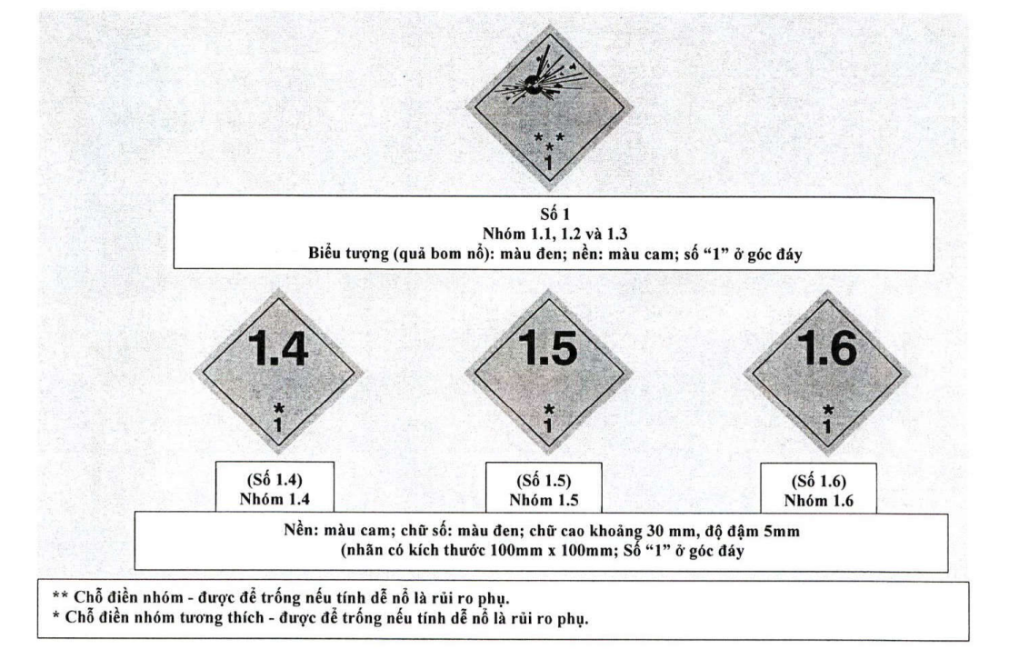 * *
*
1
Số 1
Nhóm 1.1, 1.2 và 1.3
Biểu tượng (quả bom nổ): màu đen; nền: màu cam; số “1” ở góc đáy
1.4
*
1
1.5
*
1
1.6
*
1
(Số 1.4)
Nhóm 1.4
(Số 1.5)
Nhóm 1.5
(Số 1.6)
Nhóm 1.6
Nền: màu cam; chữ số: màu đen; chữ cao khoảng 30 mm, độ đậm 5mm
(nhãn có kích thước 100mm x 100mm; Số “1” ở góc đáy
** Chỗ điền nhóm - được để trống nếu tính dễ nổ là rủi ro phụ.
* Chỗ điền nhóm tương thích - được để trống nếu tính dễ nổ là rủi ro phụ.